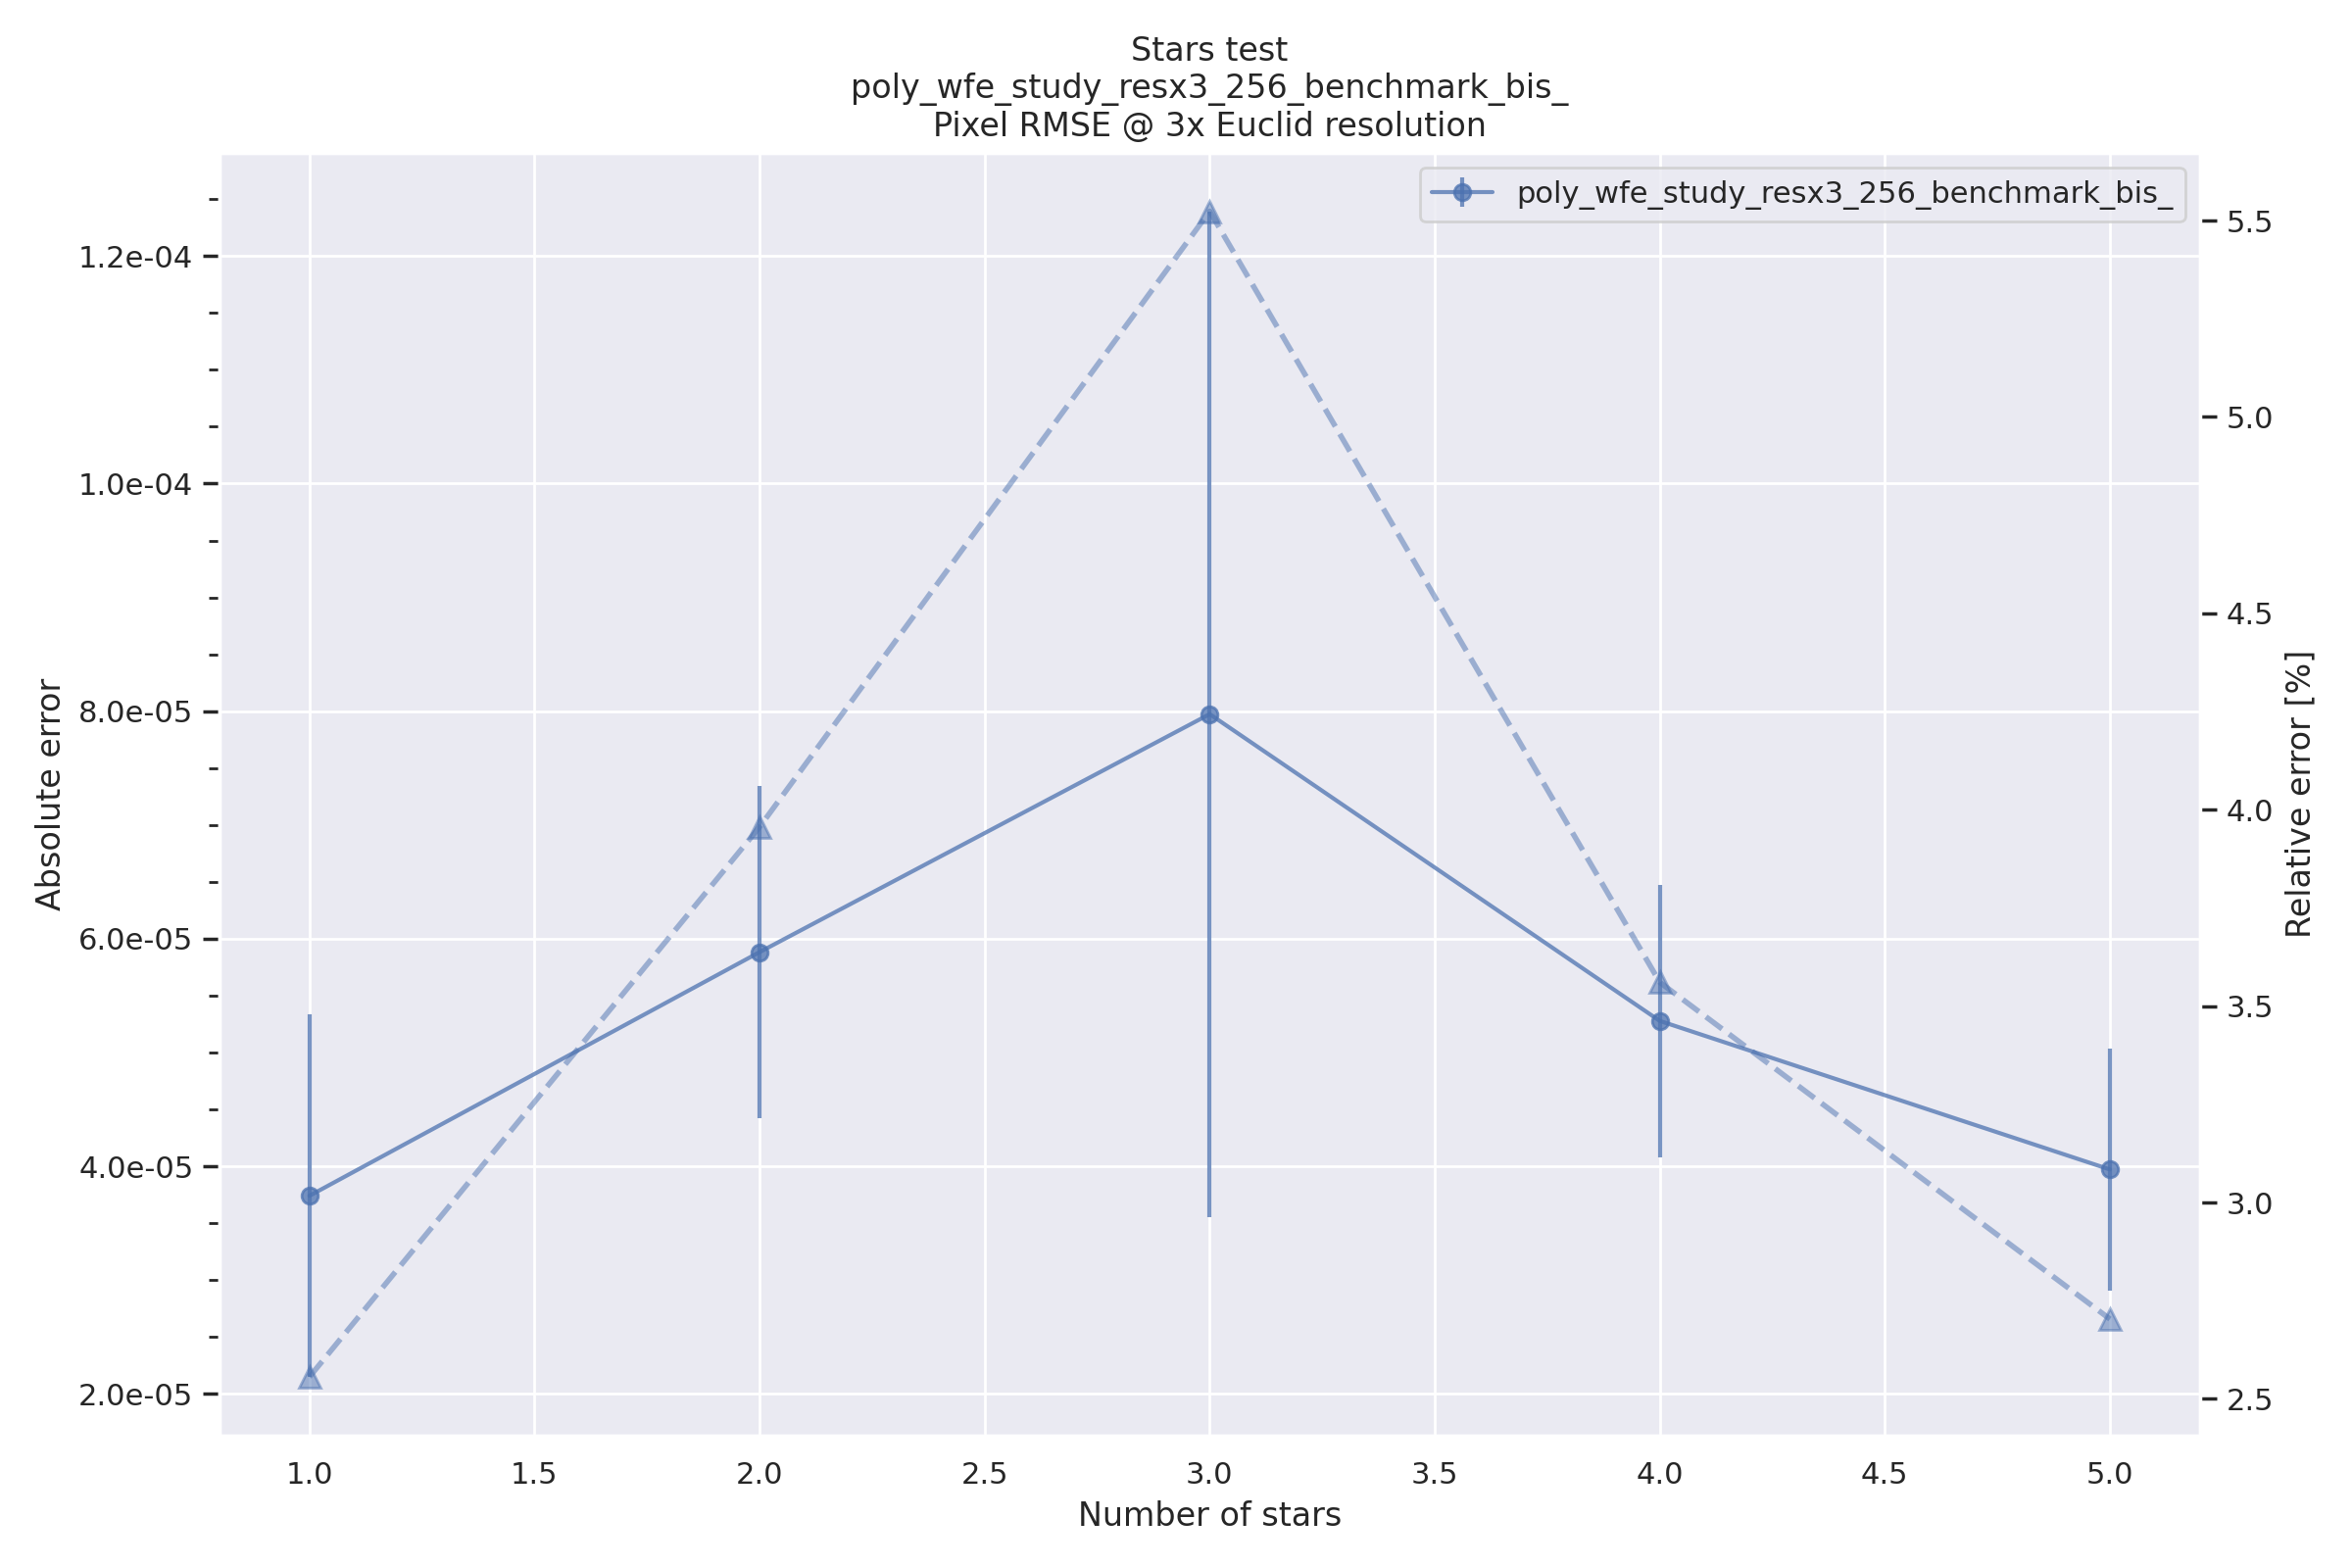 Stars test
poly_wfe_study_resx3_256_benchmark_bis_
Pixel RMSE @ 3x Euclid resolution
poly_wfe_study_resx3_256_benchmark_bis_
1.2e-04
1.0e-04
8.0e-05
6.0e-05
4.0e-05
2.0e-05
Absolute error
5.5
5.0
4.5
4.0
3.5
3.0
2.5
Relative error [%]
1.0 1.5 2.0 2.5 3.0 3.5 4.0 4.5 5.0
Number of stars